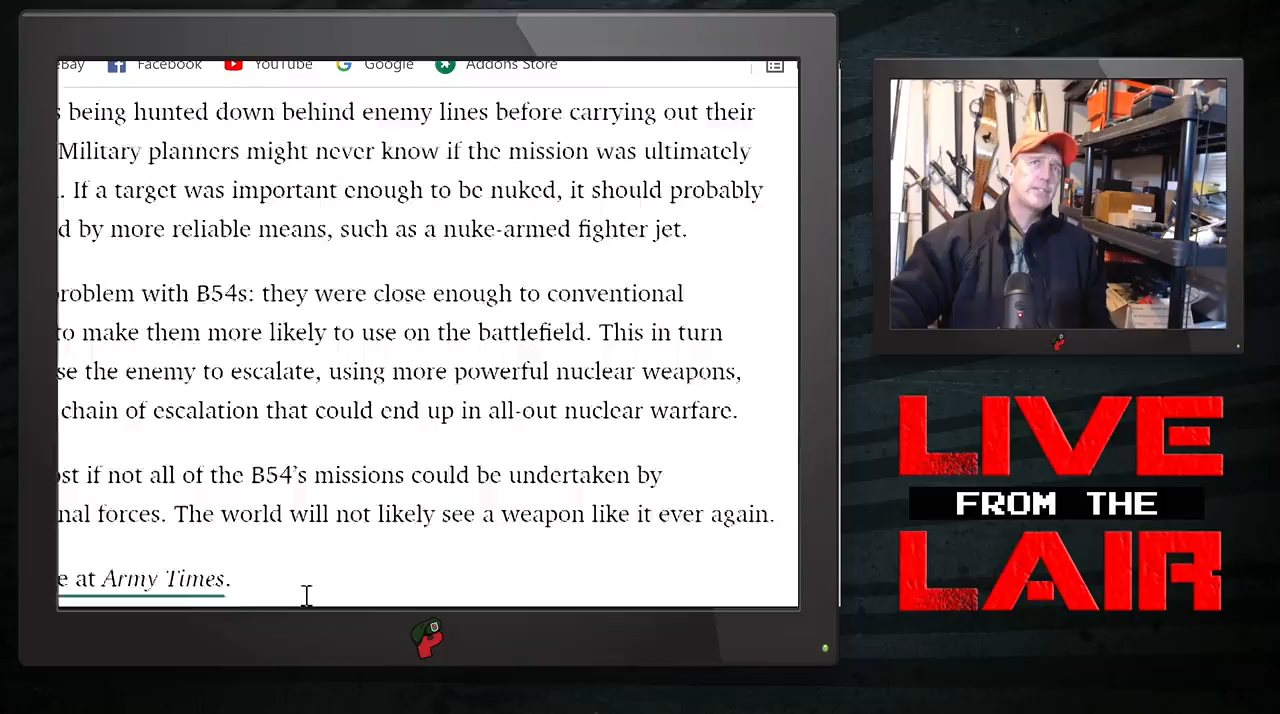 eBay Facebook YouTube Google Addons Store
s being hunted down behind enemy lines before carrying out their
Military planners might never know if the mission was ultimately
. If a target was important enough to be nuked, it should probably
d by more reliable means, such as a nuke-armed fighter jet.
problem with B54s: they were close enough to conventional
to make them more likely to use on the battlefield. This in turn
se the enemy to escalate, using more powerful nuclear weapons,
chain of escalation that could end up in all-out nuclear warfare.
ost if not all of the B54’s missions could be undertaken by
nal forces. The world will not likely see a weapon like it ever again.
e at Army Times.
LIVE
FROM THE
LAIR